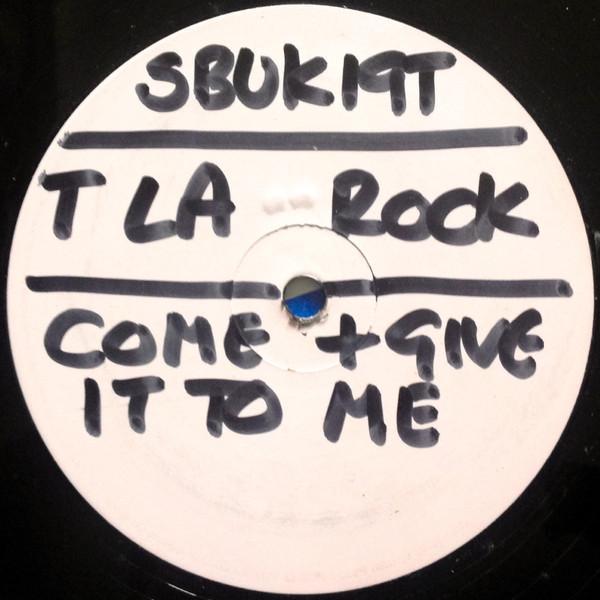 SBUK19T
T LA ROCK
COME + GIVE
IT TO ME